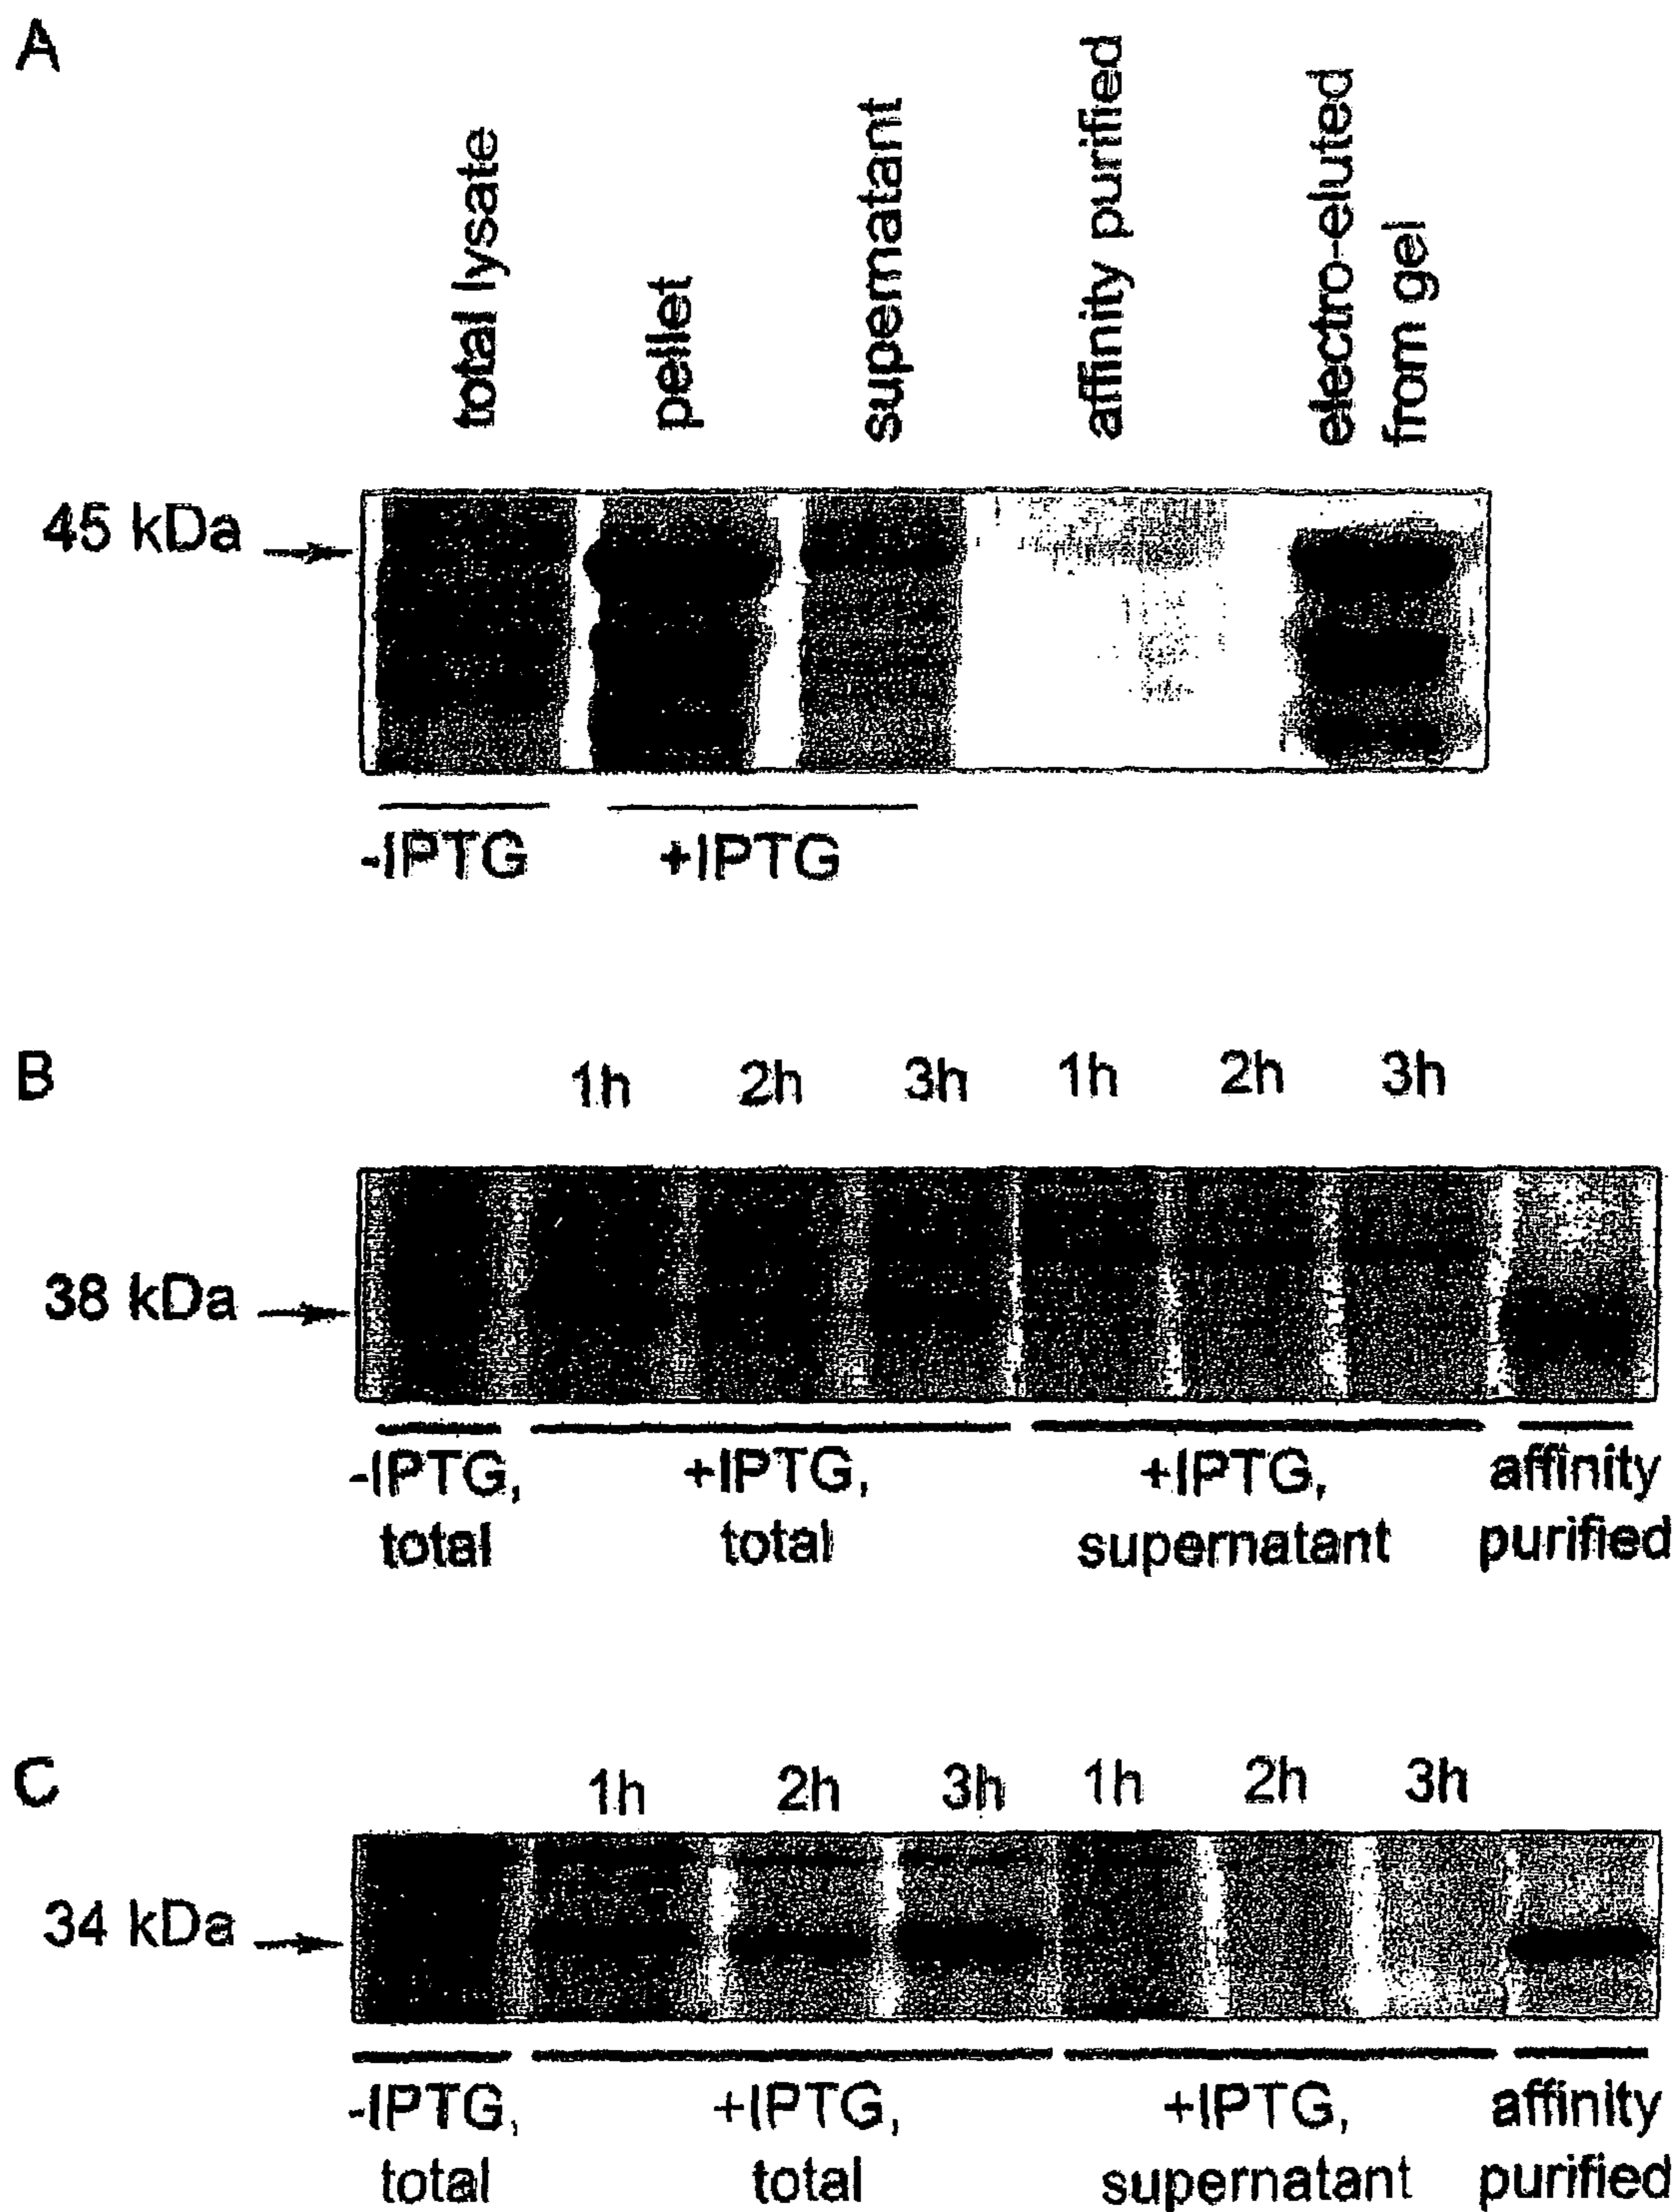 A
total lysate
pellet
supernatant
affinity purified
electro-eluted
from gel
45 kDa
-IPTG
+IPTG
B
1h 2h 3h 1h 2h 3h
38 kDa
-IPTG,
total
+IPTG,
total
+IPTG,
supernatant
affinity
purified
C
1h 2h 3h 1h 2h 3h
34 kDa
-IPTG,
total
+IPTG,
total
+IPTG,
supernatant
affinity
purified